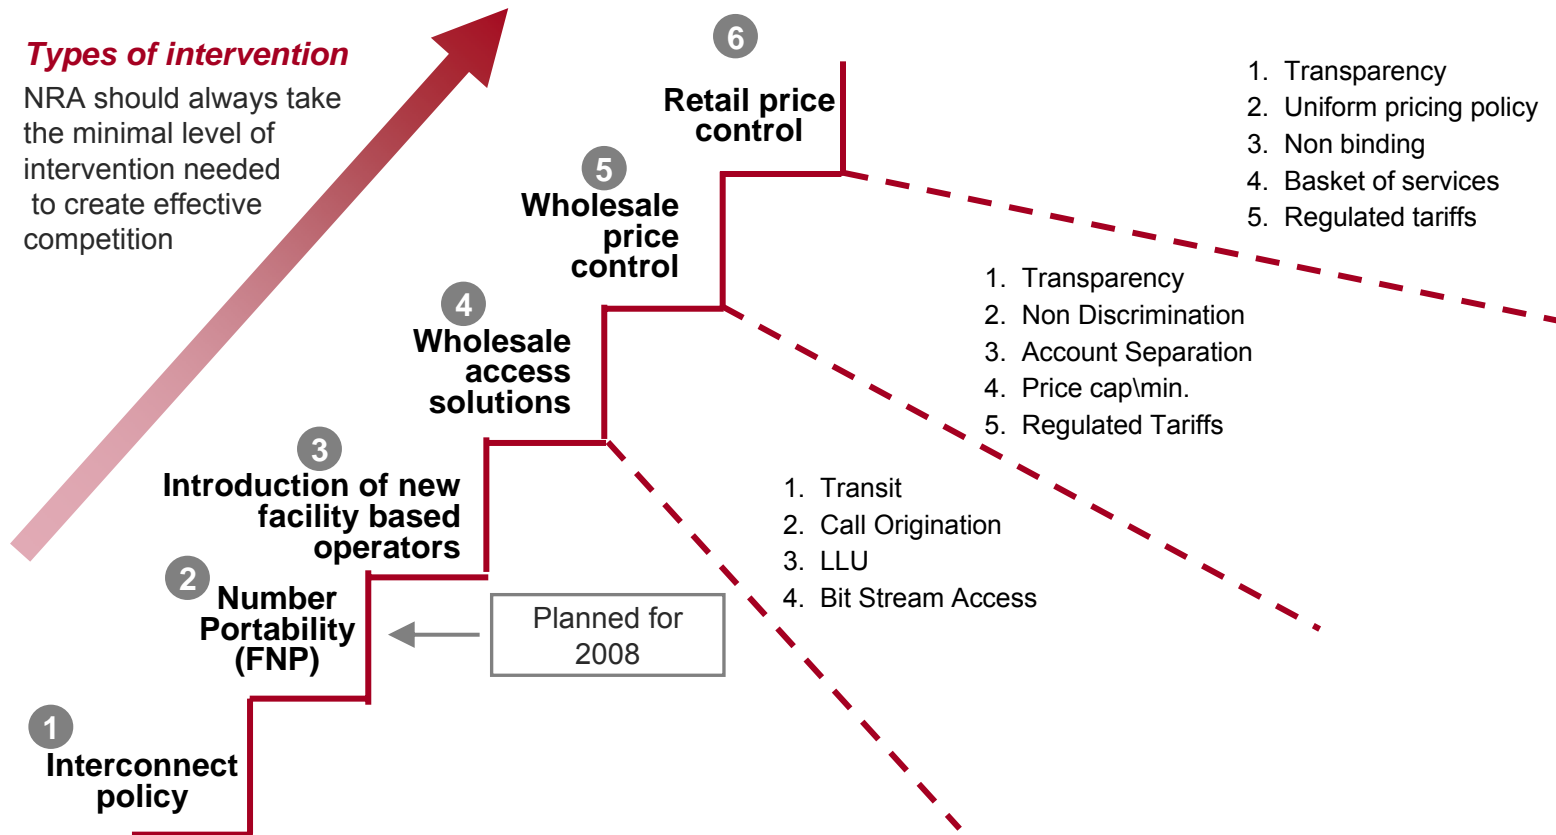 Types of intervention
NRA should always take
the minimal level of
intervention needed
to create effective
competition
6
Retail price
control
5
Wholesale
price
control
4
Wholesale
access
solutions
3
Introduction of new
facility based
operators
2
Number
Portability
(FNP)
Planned for
2008
1
Interconnect
policy
1. Transparency
2. Uniform pricing policy
3. Non binding
4. Basket of services
5. Regulated tariffs
1. Transparency
2. Non Discrimination
3. Account Separation
4. Price cap\min.
5. Regulated Tariffs
1. Transit
2. Call Origination
3. LLU
4. Bit Stream Access